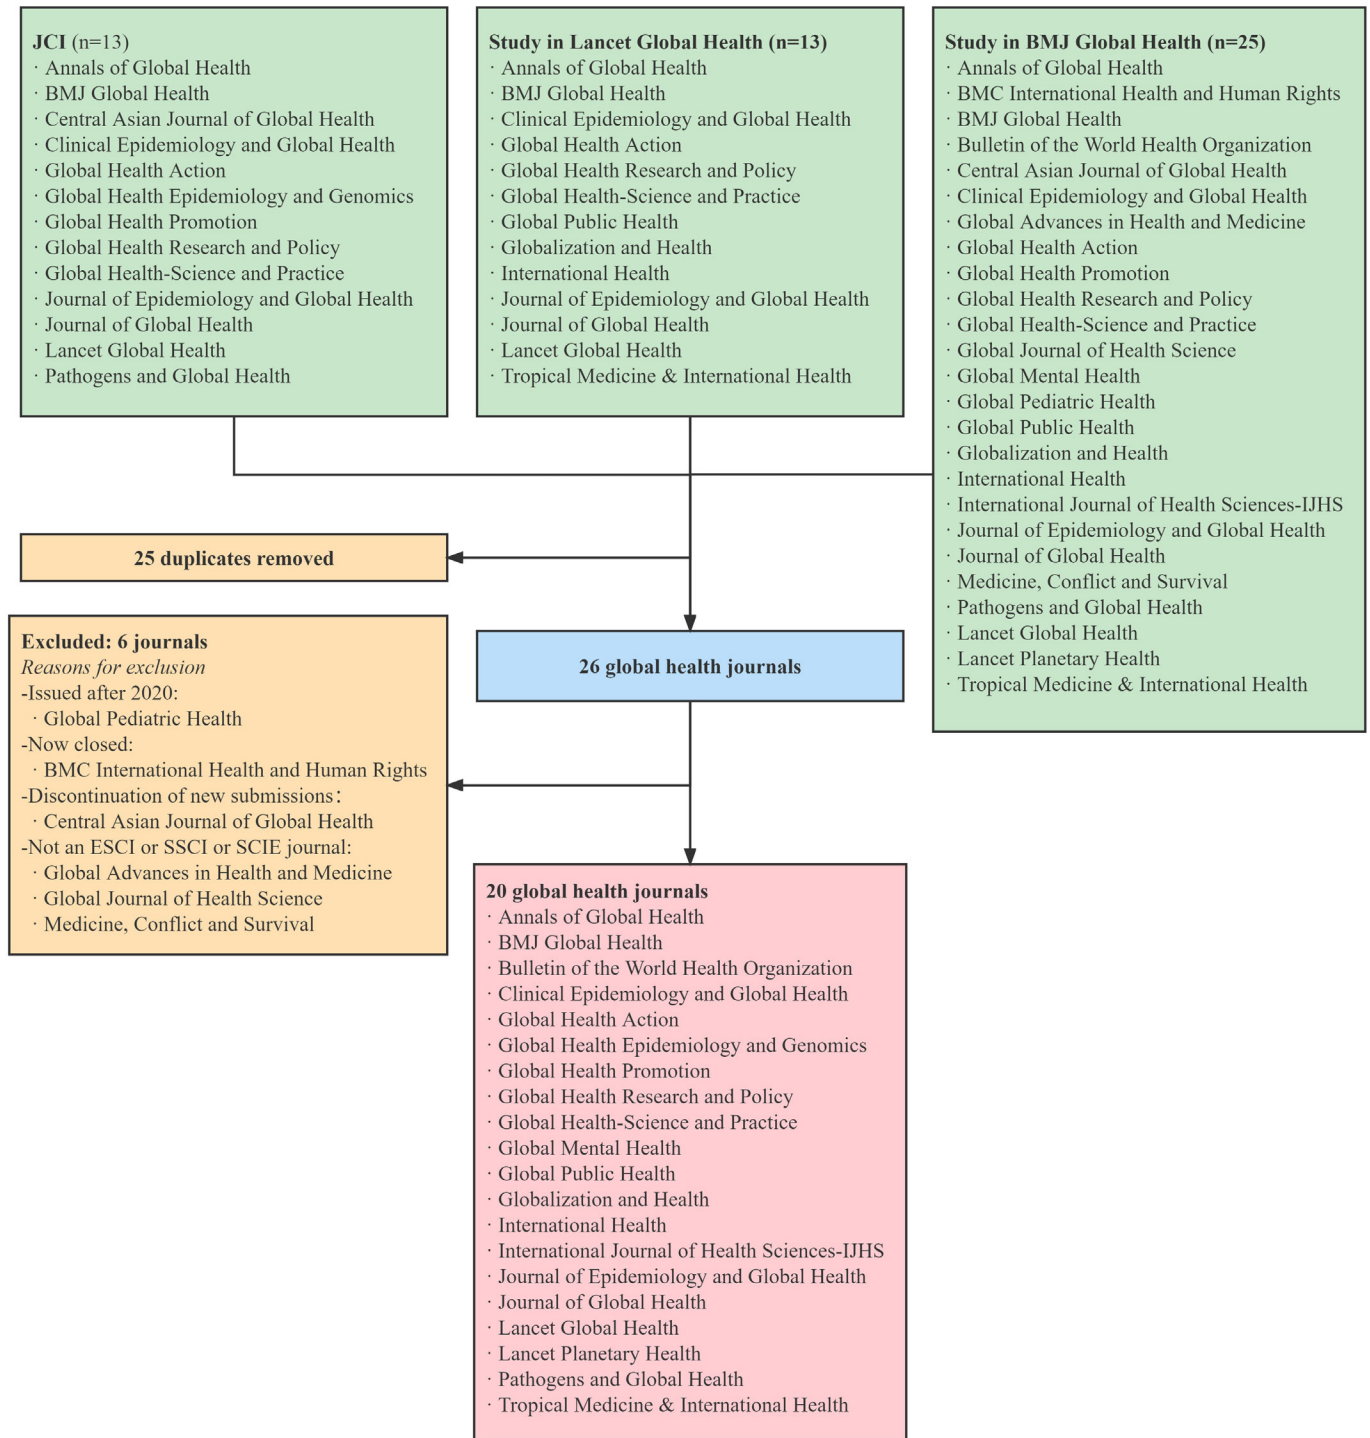 JCI (n=13)
· Annals of Global Health
· BMJ Global Health
· Central Asian Journal of Global Health
· Clinical Epidemiology and Global Health
· Global Health Action
· Global Health Epidemiology and Genomics
· Global Health Promotion
· Global Health Research and Policy
· Global Health-Science and Practice
· Journal of Epidemiology and Global Health
· Journal of Global Health
· Lancet Global Health
· Pathogens and Global Health
Study in Lancet Global Health (n=13)
· Annals of Global Health
· BMJ Global Health
· Clinical Epidemiology and Global Health
· Global Health Action
· Global Health Research and Policy
· Global Health-Science and Practice
· Global Public Health
· Globalization and Health
· International Health
· Journal of Epidemiology and Global Health
· Journal of Global Health
· Lancet Global Health
· Tropical Medicine & International Health
Study in BMJ Global Health (n=25)
· Annals of Global Health
· BMC International Health and Human Rights
· BMJ Global Health
· Bulletin of the World Health Organization
· Central Asian Journal of Global Health
· Clinical Epidemiology and Global Health
· Global Advances in Health and Medicine
· Global Health Action
· Global Health Promotion
· Global Health Research and Policy
· Global Health-Science and Practice
· Global Journal of Health Science
· Global Mental Health
· Global Pediatric Health
· Global Public Health
· Globalization and Health
· International Health
· International Journal of Health Sciences-IJHS
· Journal of Epidemiology and Global Health
· Journal of Global Health
· Medicine, Conflict and Survival
· Pathogens and Global Health
· Lancet Global Health
· Lancet Planetary Health
· Tropical Medicine & International Health
25 duplicates removed
26 global health journals
Excluded: 6 journals
Reasons for exclusion
-Issued after 2020:
· Global Pediatric Health
-Now closed:
· BMC International Health and Human Rights
-Discontinuation of new submissions：
· Central Asian Journal of Global Health
-Not an ESCI or SSCI or SCIE journal:
· Global Advances in Health and Medicine
· Global Journal of Health Science
· Medicine, Conflict and Survival
20 global health journals
· Annals of Global Health
· BMJ Global Health
· Bulletin of the World Health Organization
· Clinical Epidemiology and Global Health
· Global Health Action
· Global Health Epidemiology and Genomics
· Global Health Promotion
· Global Health Research and Policy
· Global Health-Science and Practice
· Global Mental Health
· Global Public Health
· Globalization and Health
· International Health
· International Journal of Health Sciences-IJHS
· Journal of Epidemiology and Global Health
· Journal of Global Health
· Lancet Global Health
· Lancet Planetary Health
· Pathogens and Global Health
· Tropical Medicine & International Health